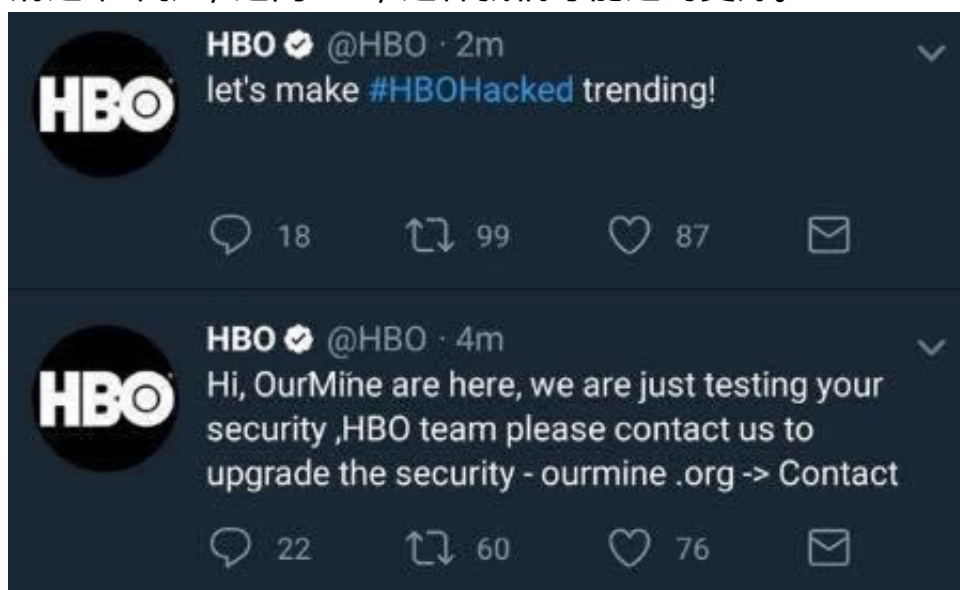 HBO @HBO · 2m
let's make #HBOHacked trending!
HBO
18 99 87
HBO @HBO · 4m
Hi, OurMine are here, we are just testing your
HBO
security ,HBO team please contact us to
upgrade the security - ourmine .org -> Contact
22 60 76